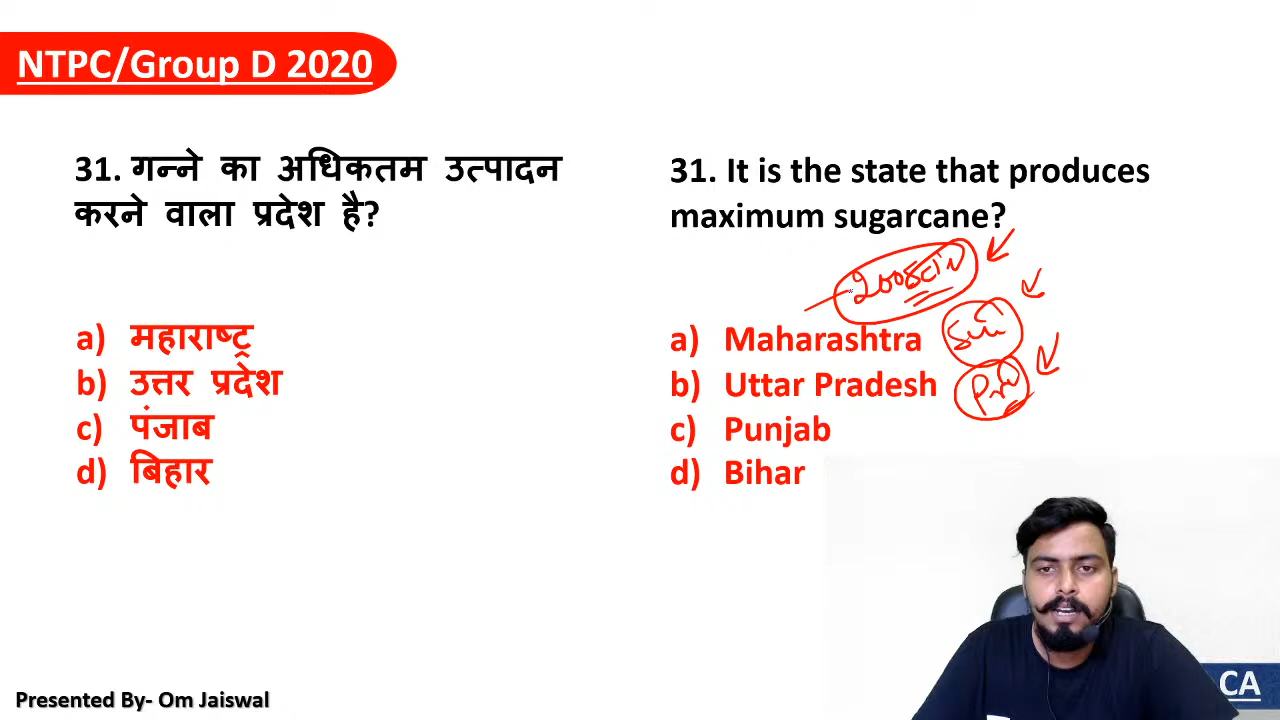 NTPC/Group D 2020
31. गन्ने का अधिकतम उत्पादन
करने वाला प्रदेश है?
a) महाराष्ट्र
b) उत्तर प्रदेश
c) पंजाब
d) बिहार
31. It is the state that produces
maximum sugarcane?
a) Maharashtra
b) Uttar Pradesh
c) Punjab
d) Bihar
Presented By- Om Jaiswal
CA